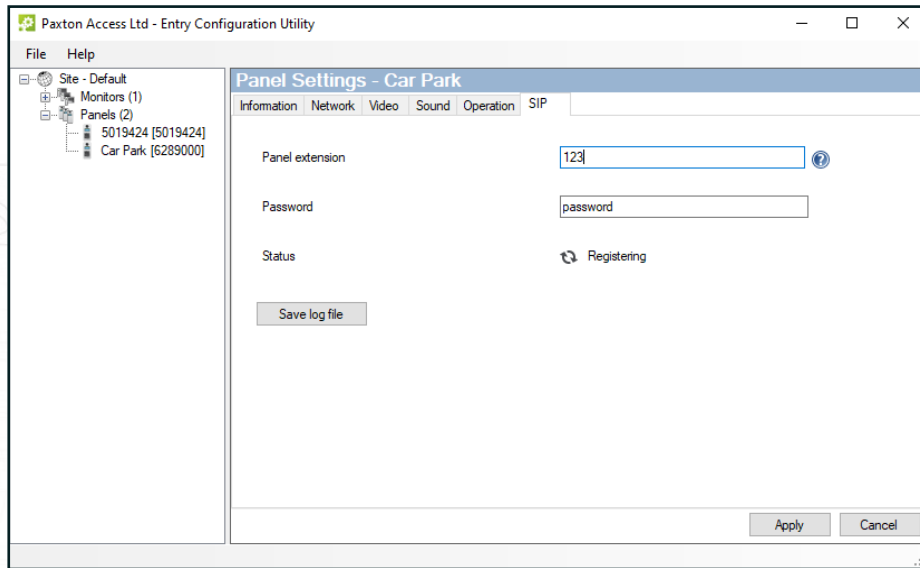 Paxton Access Ltd - Entry Configuration Utility
File Help
Site - Default
Monitors (1)
Panels (2)
5019424 [5019424]
Car Park [6289000]
Panel Settings - Car Park
Information Network Video Sound Operation SIP
Panel extension 123
Password password
Status Registering
Save log file
Apply Cancel